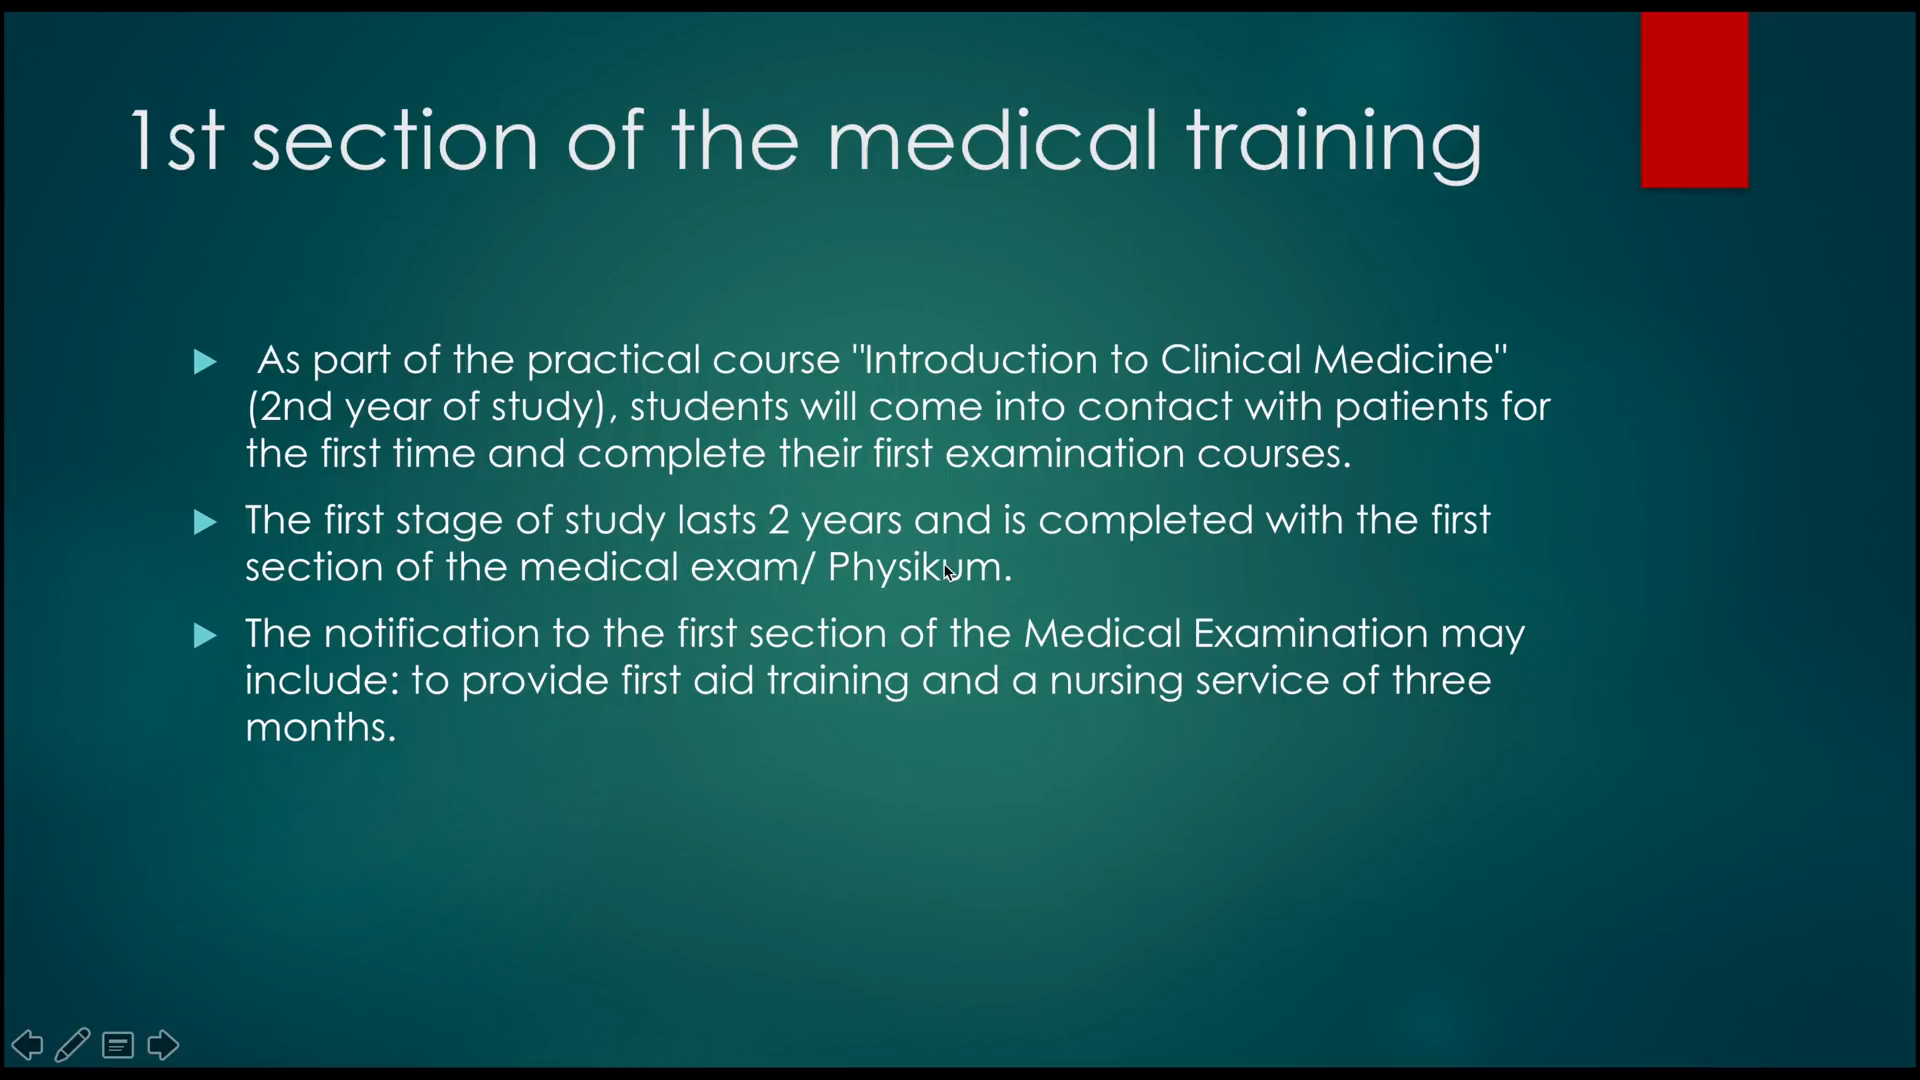 1st section of the medical training
As part of the practical course "Introduction to Clinical Medicine"
(2nd year of study), students will come into contact with patients for
the first time and complete their first examination courses.
The first stage of study lasts 2 years and is completed with the first
section of the medical exam/ Physikum.
The notification to the first section of the Medical Examination may
include: to provide first aid training and a nursing service of three
months.